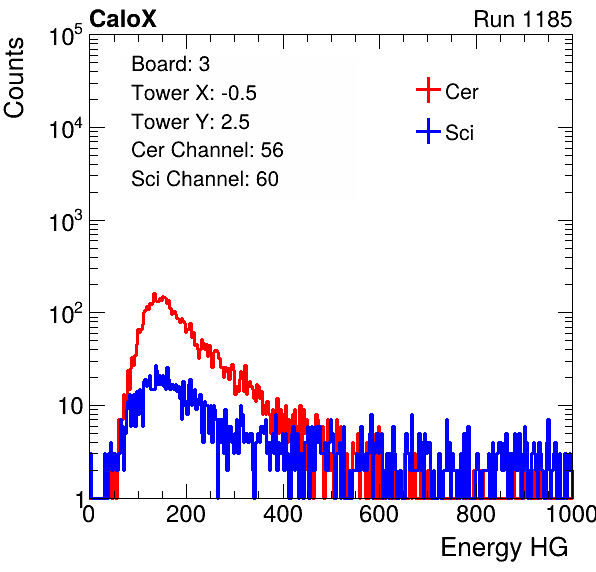 CaloX Run 1185
Counts
10^5
10^4
10^3
10^2
10
1
Board: 3
Tower X: -0.5
Tower Y: 2.5
Cer Channel: 56
Sci Channel: 60
Cer
Sci
0 200 400 600 800 1000
Energy HG